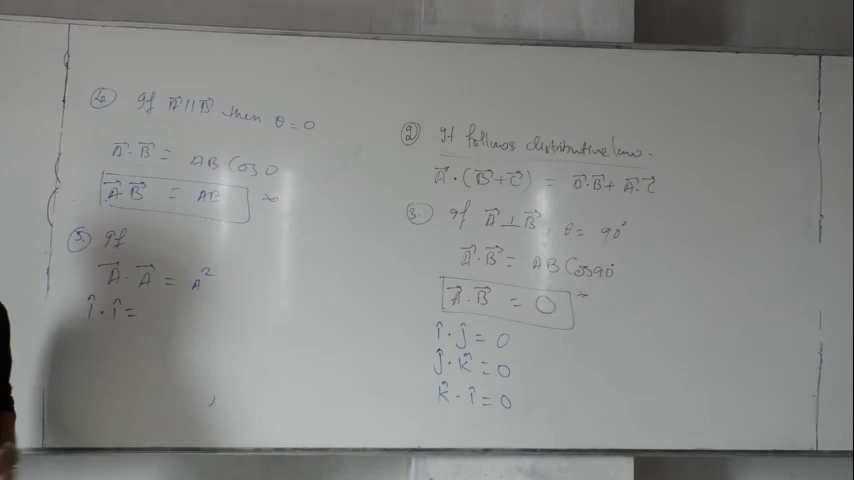 ④ If A⃗ || B⃗ then θ = 0
A⃗ · B⃗ = AB Cos 0
A⃗ · B⃗ = AB *
⑤ If
A⃗ · A⃗ = A²
î · î =
② It follows distributive law.
A⃗ · (B⃗ + C⃗) = A⃗ · B⃗ + A⃗ · C⃗
③ If A⃗ ⊥ B⃗, θ = 90°
A⃗ · B⃗ = AB Cos 90°
A⃗ · B⃗ = 0 *
î · ĵ = 0
ĵ · k̂ = 0
k̂ · î = 0